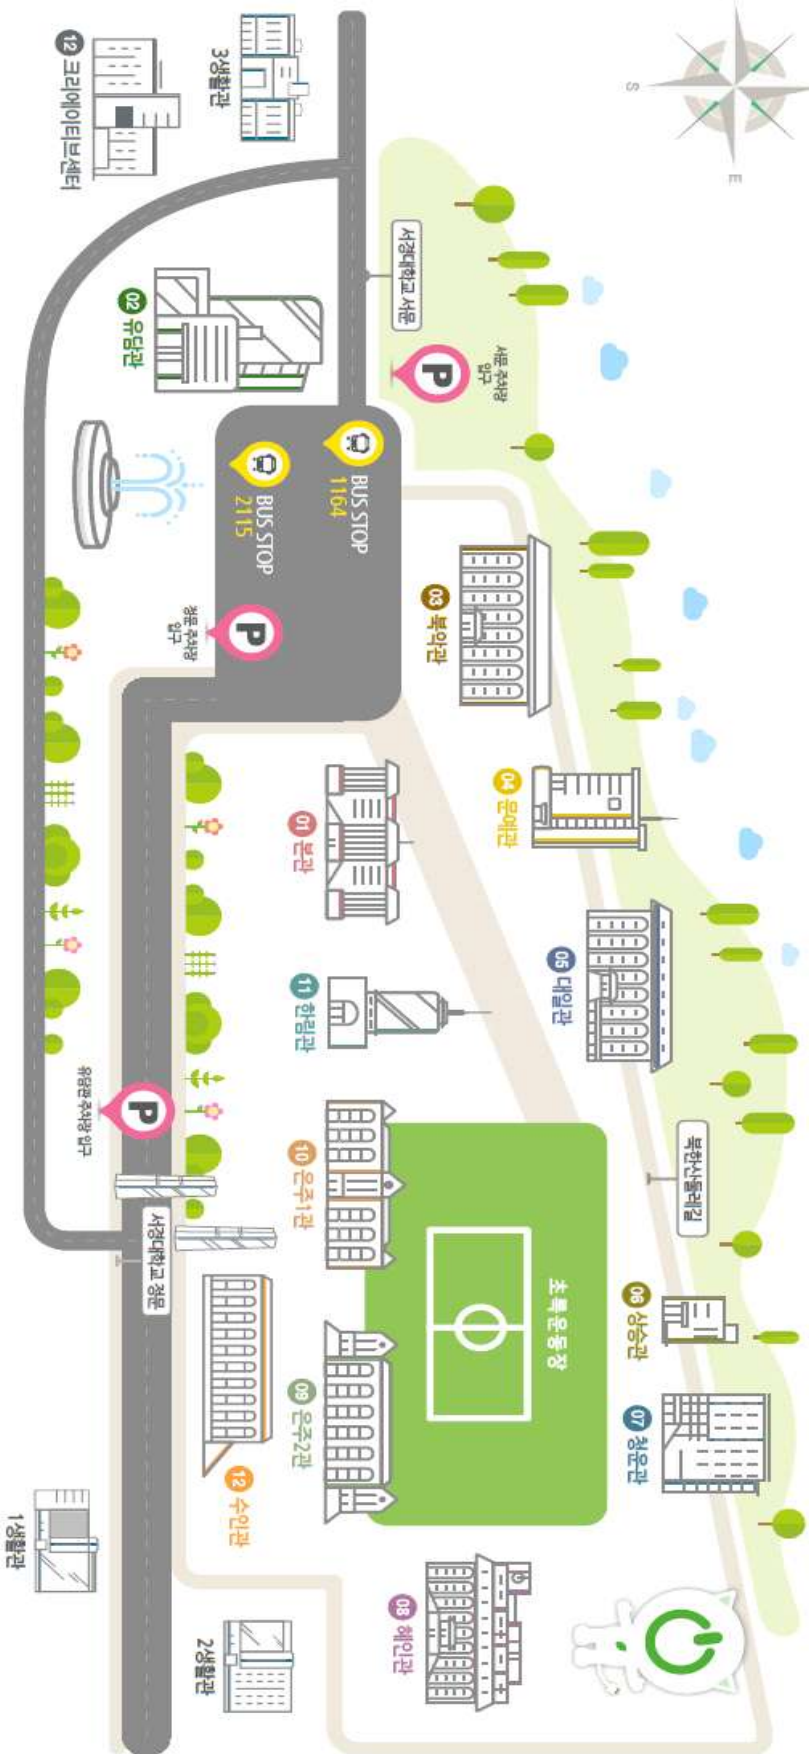 S
E
서경대학교 서문
서문 주차장
입구
북한산둘레길
3생활관
12 크리에이티브센터
02 유담관
BUS STOP
1164
BUS STOP
2115
정문 주차장
입구
03 북악관
04 문예관
05 대일관
06 상승관
07 청운관
초록운동장
01 본관
11 한림관
10 은주1관
09 은주2관
08 혜인관
12 수인관
유담관 주차장 입구
서경대학교 정문
1생활관
2생활관
P
P
P